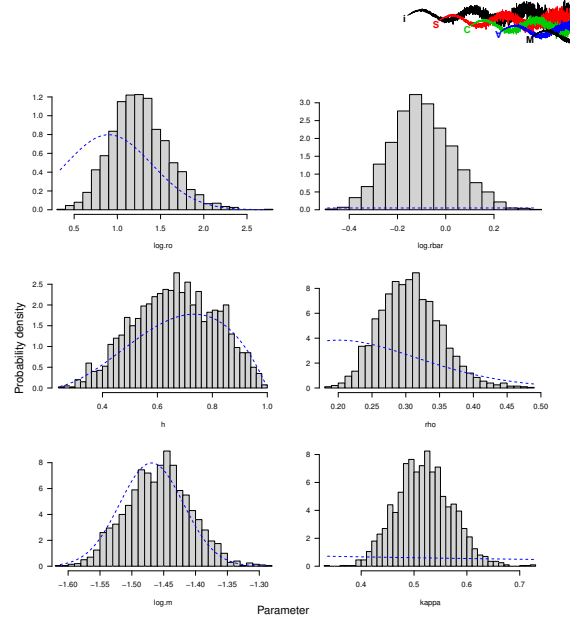 i S C A M
1.2
1.0
0.8
0.6
0.4
0.2
0.0
0.5 1.0 1.5 2.0 2.5
log.ro
3.0
2.5
2.0
1.5
1.0
0.5
0.0
−0.4 −0.2 0.0 0.2
log.rbar
Probability density
2.5
2.0
1.5
1.0
0.5
0.0
0.4 0.6 0.8 1.0
h
8
6
4
2
0
0.20 0.25 0.30 0.35 0.40 0.45 0.50
rho
8
6
4
2
0
−1.60 −1.55 −1.50 −1.45 −1.40 −1.35 −1.30
log.m
8
6
4
2
0
0.4 0.5 0.6 0.7
kappa
Parameter